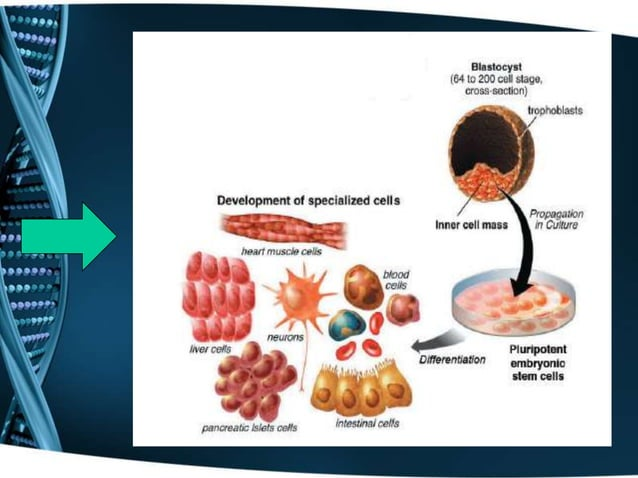 Blastocyst
(64 to 200 cell stage,
cross-section)
trophoblasts
Inner cell mass
Propagation
in Culture
Pluripotent
embryonic
stem cells
Differentiation
Development of specialized cells
heart muscle cells
blood
cells
neurons
liver cells
pancreatic Islets cells
intestinal cells